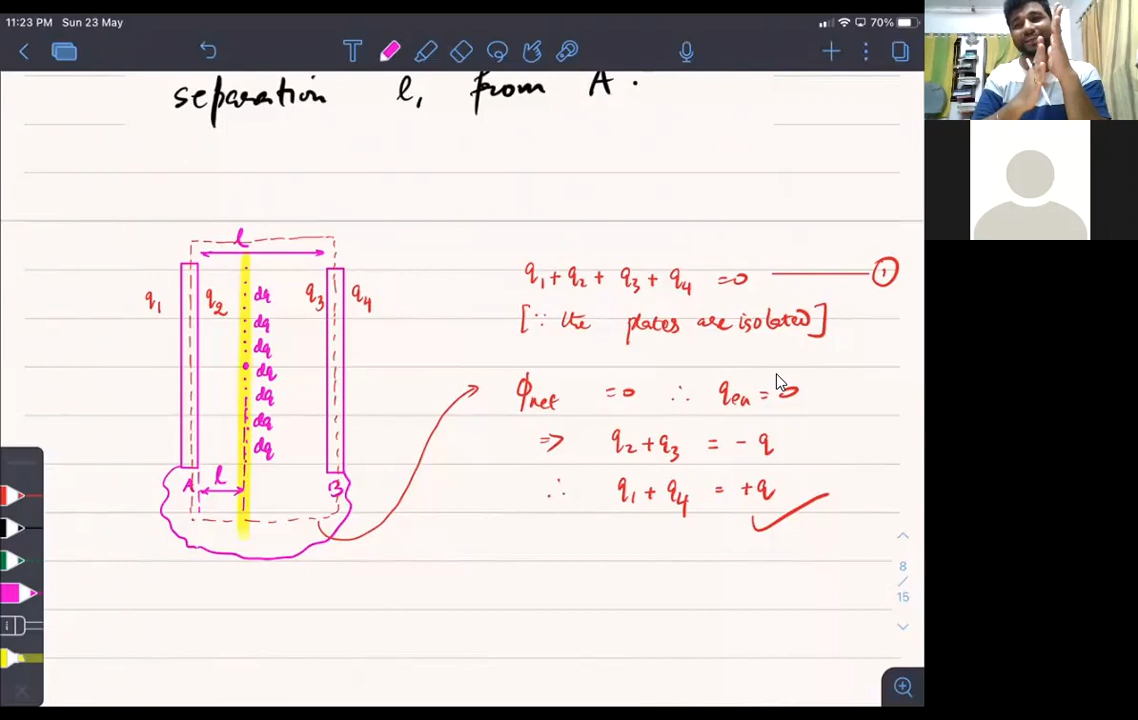 11:23 PM Sun 23 May
70%
T
separation l, from A.
l
q1 q2 q3 q4
dq
dq
dq
dq
dq
dq
dq
A l B
q1 + q2 + q3 + q4 = 0 ——— ①
[∵ the plates are isolated]
ϕnet = 0 ∴ qen = 0
⇒ q2 + q3 = - q
∴ q1 + q4 = + q
8
/
15